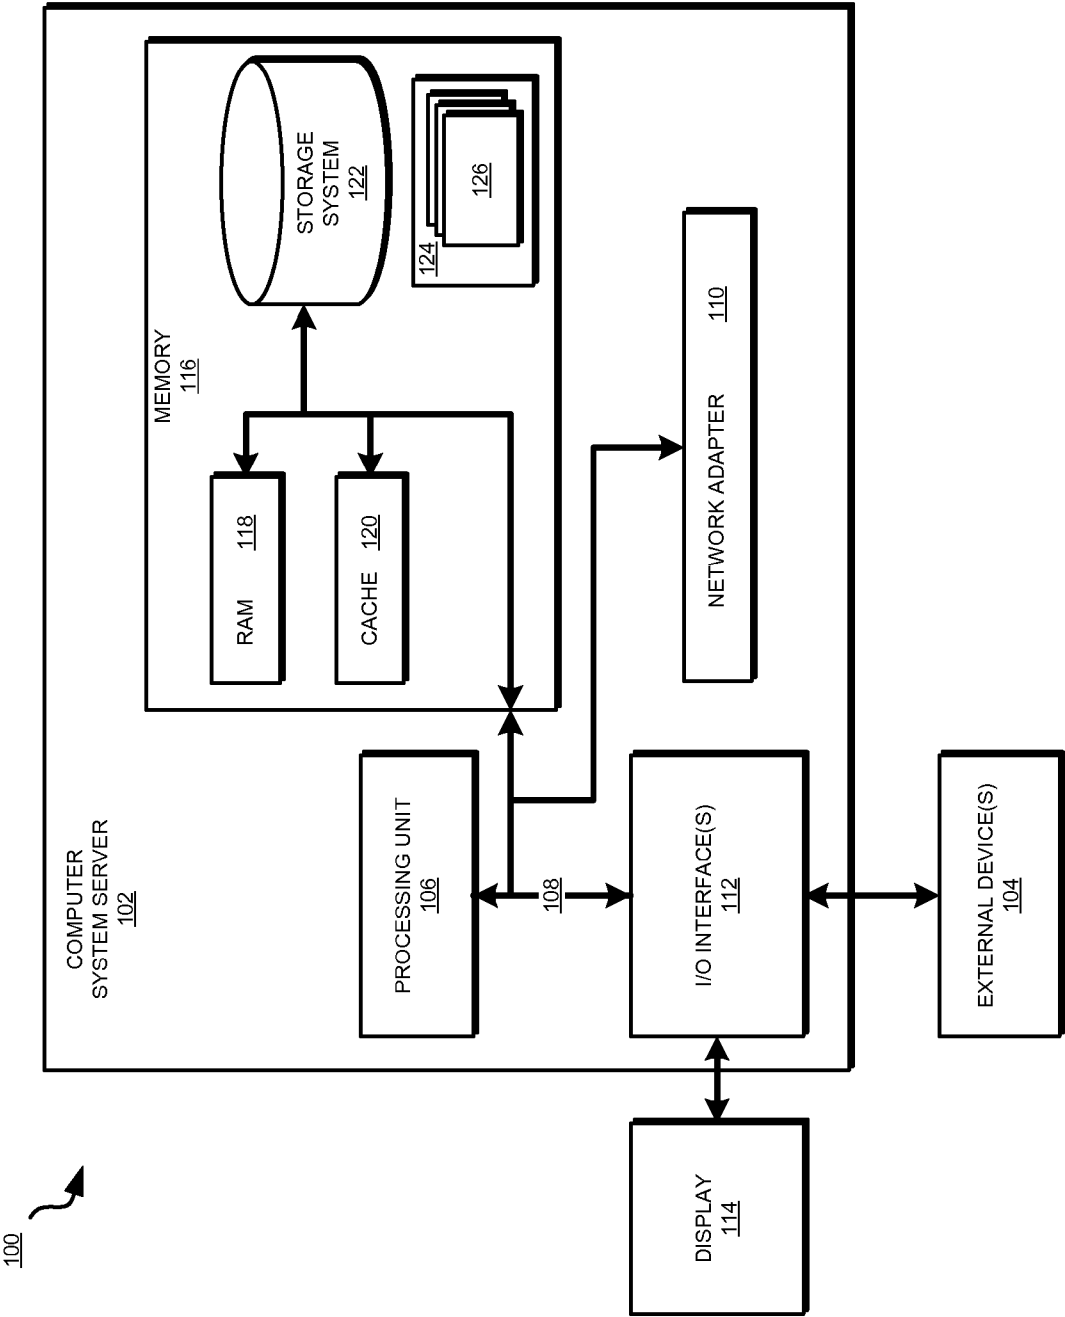 100
COMPUTER
SYSTEM SERVER
102
MEMORY
116
RAM
118
CACHE
120
STORAGE
SYSTEM
122
124
126
PROCESSING UNIT
106
108
NETWORK ADAPTER
110
I/O INTERFACE(S)
112
DISPLAY
114
EXTERNAL DEVICE(S)
104